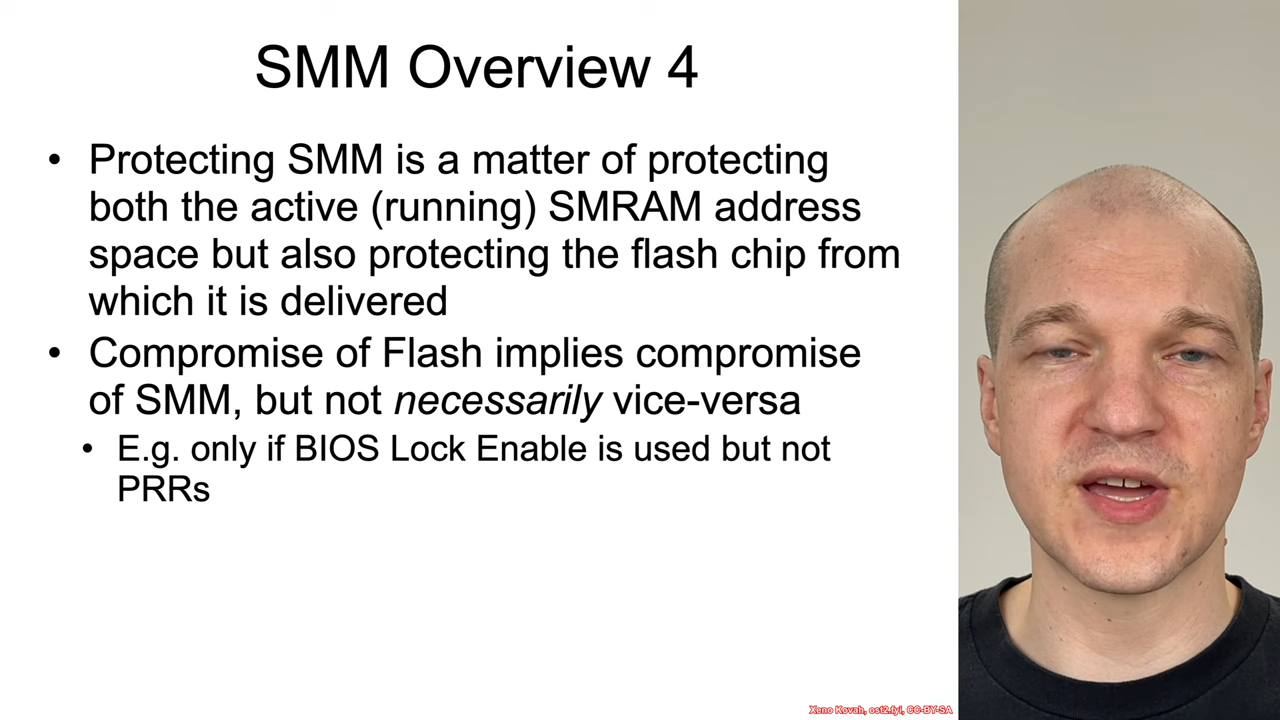 SMM Overview 4
• Protecting SMM is a matter of protecting
both the active (running) SMRAM address
space but also protecting the flash chip from
which it is delivered
• Compromise of Flash implies compromise
of SMM, but not necessarily vice-versa
• E.g. only if BIOS Lock Enable is used but not
PRRs
Xeno Kovah, ost2.fyi, CC-BY-SA